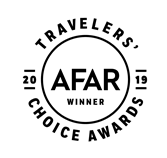 TRAVELERS'
20 AFAR 19
WINNER
CHOICE AWARDS